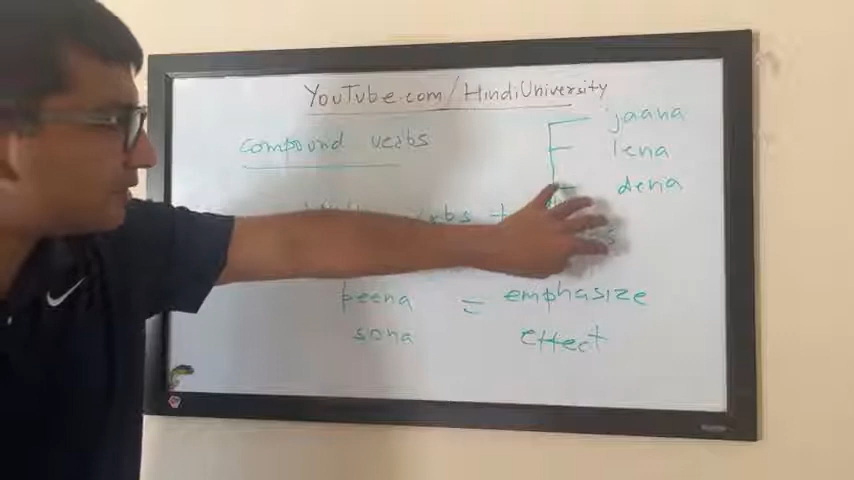 YouTube.com/HindiUniversity
compound verbs
jaana
lena
dena
peena = emphasize
sona effect